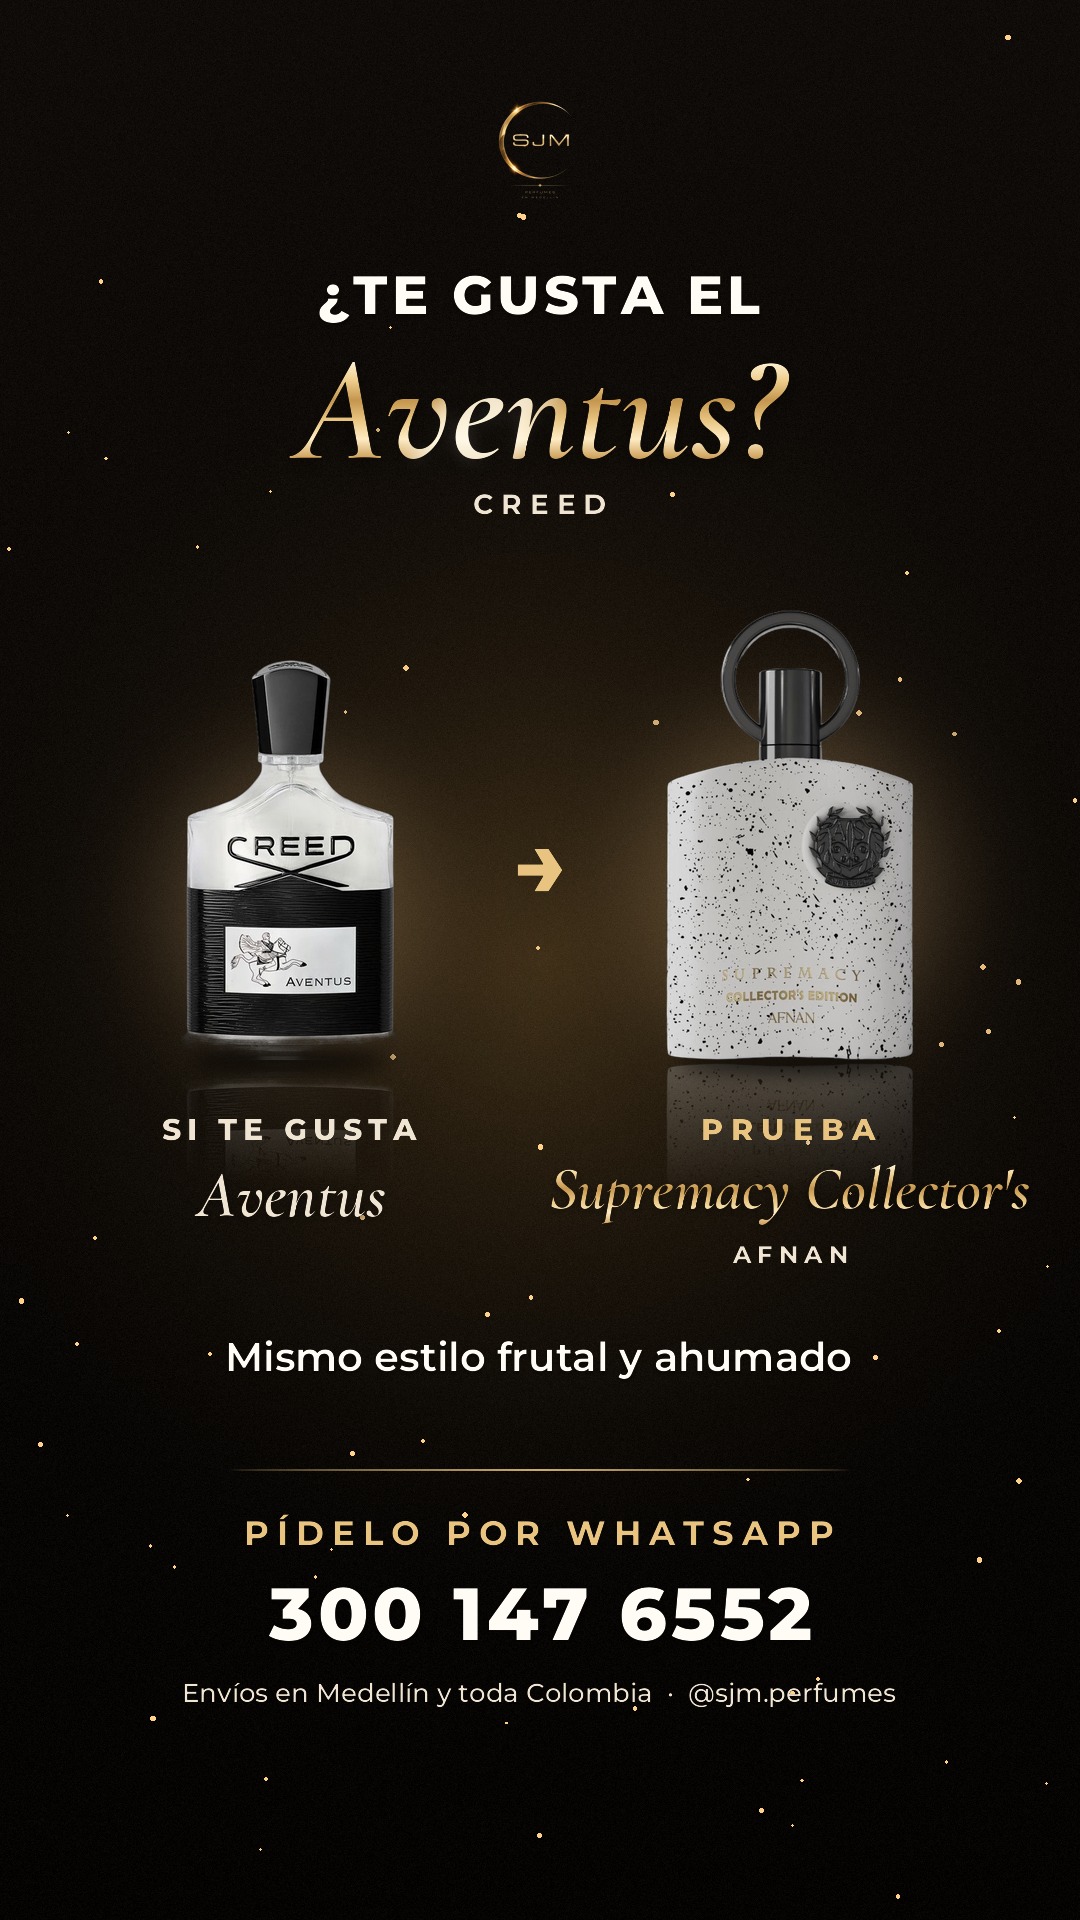 SJM
¿TE GUSTA EL
Aventus?
CREED
CREED
AVENTUS
SUPREMACY
COLLECTOR'S EDITION
AFNAN
SI TE GUSTA
Aventus
PRUEBA
Supremacy Collector's
AFNAN
Mismo estilo frutal y ahumado
PÍDELO POR WHATSAPP
300 147 6552
Envíos en Medellín y toda Colombia · @sjm.perfumes